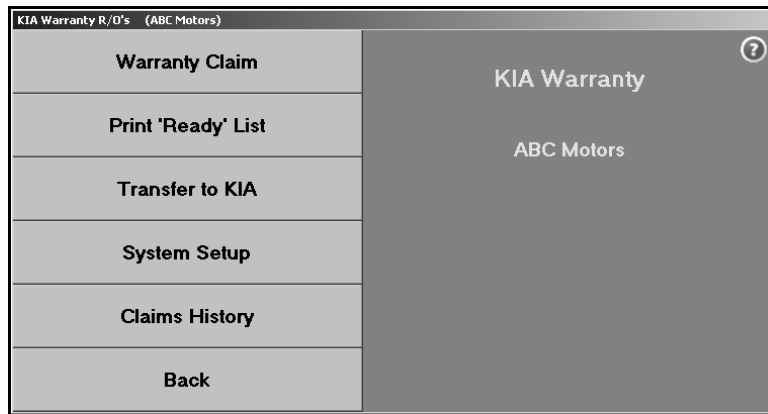 KIA Warranty R/O's (ABC Motors)
Warranty Claim
Print 'Ready' List
Transfer to KIA
System Setup
Claims History
Back
?
KIA Warranty
ABC Motors